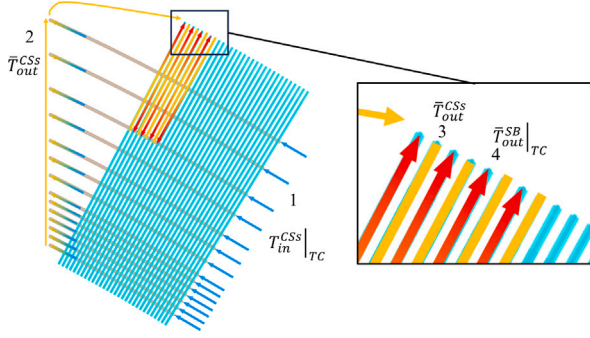 2
T̅_out^CSs
1
T_in^CSs|_TC
T̅_out^CSs
3
T̅_out^SB|_TC
4